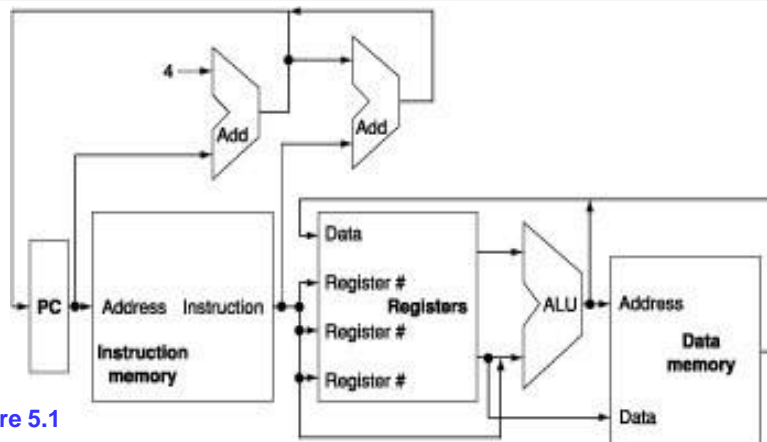 4
Add
Add
Data
Register #
PC
Address
Instruction
Registers
ALU
Address
Register #
Instruction
memory
Data
memory
Register #
Data
re 5.1